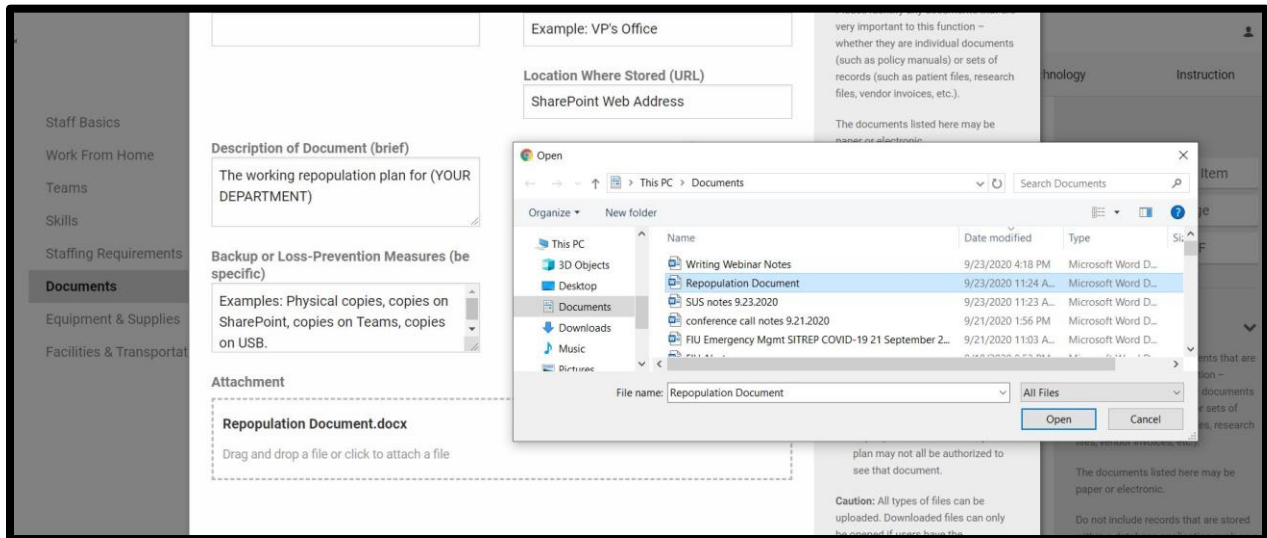 Example: VP's Office
very important to this function –
whether they are individual documents
(such as policy manuals) or sets of
records (such as patient files, research
files, vendor invoices, etc.).
The documents listed here may be
paper or electronic
Location Where Stored (URL)
SharePoint Web Address
Instruction
Staff Basics
Work From Home
Teams
Skills
Staffing Requirements
Documents
Equipment & Supplies
Facilities & Transportat
Description of Document (brief)
The working repopulation plan for (YOUR
DEPARTMENT)
Backup or Loss-Prevention Measures (be
specific)
Examples: Physical copies, copies on
SharePoint, copies on Teams, copies
on USB.
Attachment
Repopulation Document.docx
Drag and drop a file or click to attach a file
Open
This PC > Documents
Search Documents
Organize
New folder
This PC
3D Objects
Desktop
Documents
Downloads
Music
Pictures
Name Date modified Type
Writing Webinar Notes 9/23/2020 4:18 PM Microsoft Word D...
Repopulation Document 9/23/2020 11:24 A... Microsoft Word D...
SUS notes 9.23.2020 9/23/2020 11:23 A... Microsoft Word D...
conference call notes 9.21.2020 9/21/2020 1:56 PM Microsoft Word D...
FIU Emergency Mgmt SITREP COVID-19 21 September 2... 9/21/2020 11:03 A... Microsoft Word D...
File name: Repopulation Document
All Files
Open Cancel
Item
plan may not all be authorized to
see that document.
Caution: All types of files can be
uploaded. Downloaded files can only
be opened if users have the
The documents listed here may be
paper or electronic.
Do not include records that are stored